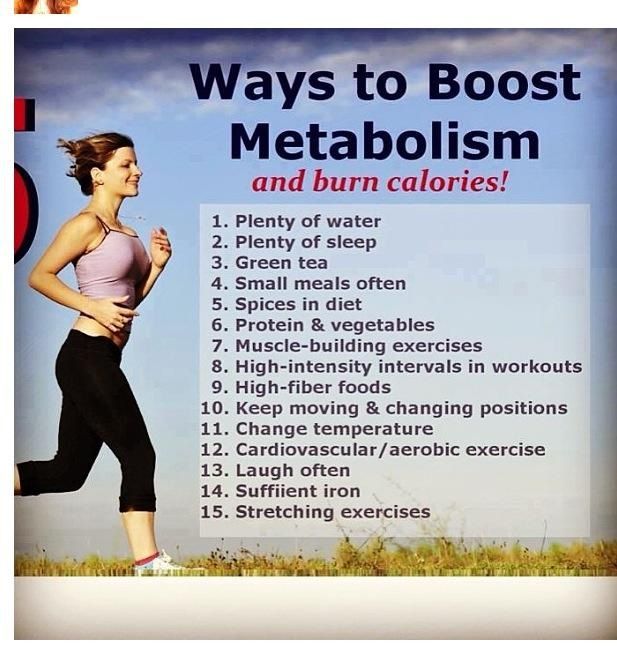 Ways to Boost
Metabolism
and burn calories!
1. Plenty of water
2. Plenty of sleep
3. Green tea
4. Small meals often
5. Spices in diet
6. Protein & vegetables
7. Muscle-building exercises
8. High-intensity intervals in workouts
9. High-fiber foods
10. Keep moving & changing positions
11. Change temperature
12. Cardiovascular/aerobic exercise
13. Laugh often
14. Suffiient iron
15. Stretching exercises